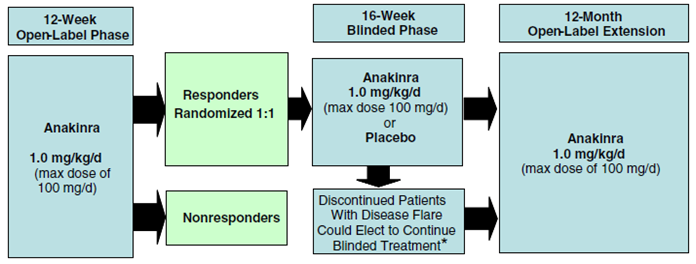 12-Week
Open-Label Phase
16-Week
Blinded Phase
12-Month
Open-Label Extension
Anakinra
1.0 mg/kg/d
(max dose of
100 mg/d)
Responders
Randomized 1:1
Nonresponders
Anakinra
1.0 mg/kg/d
(max dose 100 mg/d)
or
Placebo
Discontinued Patients
With Disease Flare
Could Elect to Continue
Blinded Treatment*
Anakinra
1.0 mg/kg/d
(max dose of 100 mg/d)